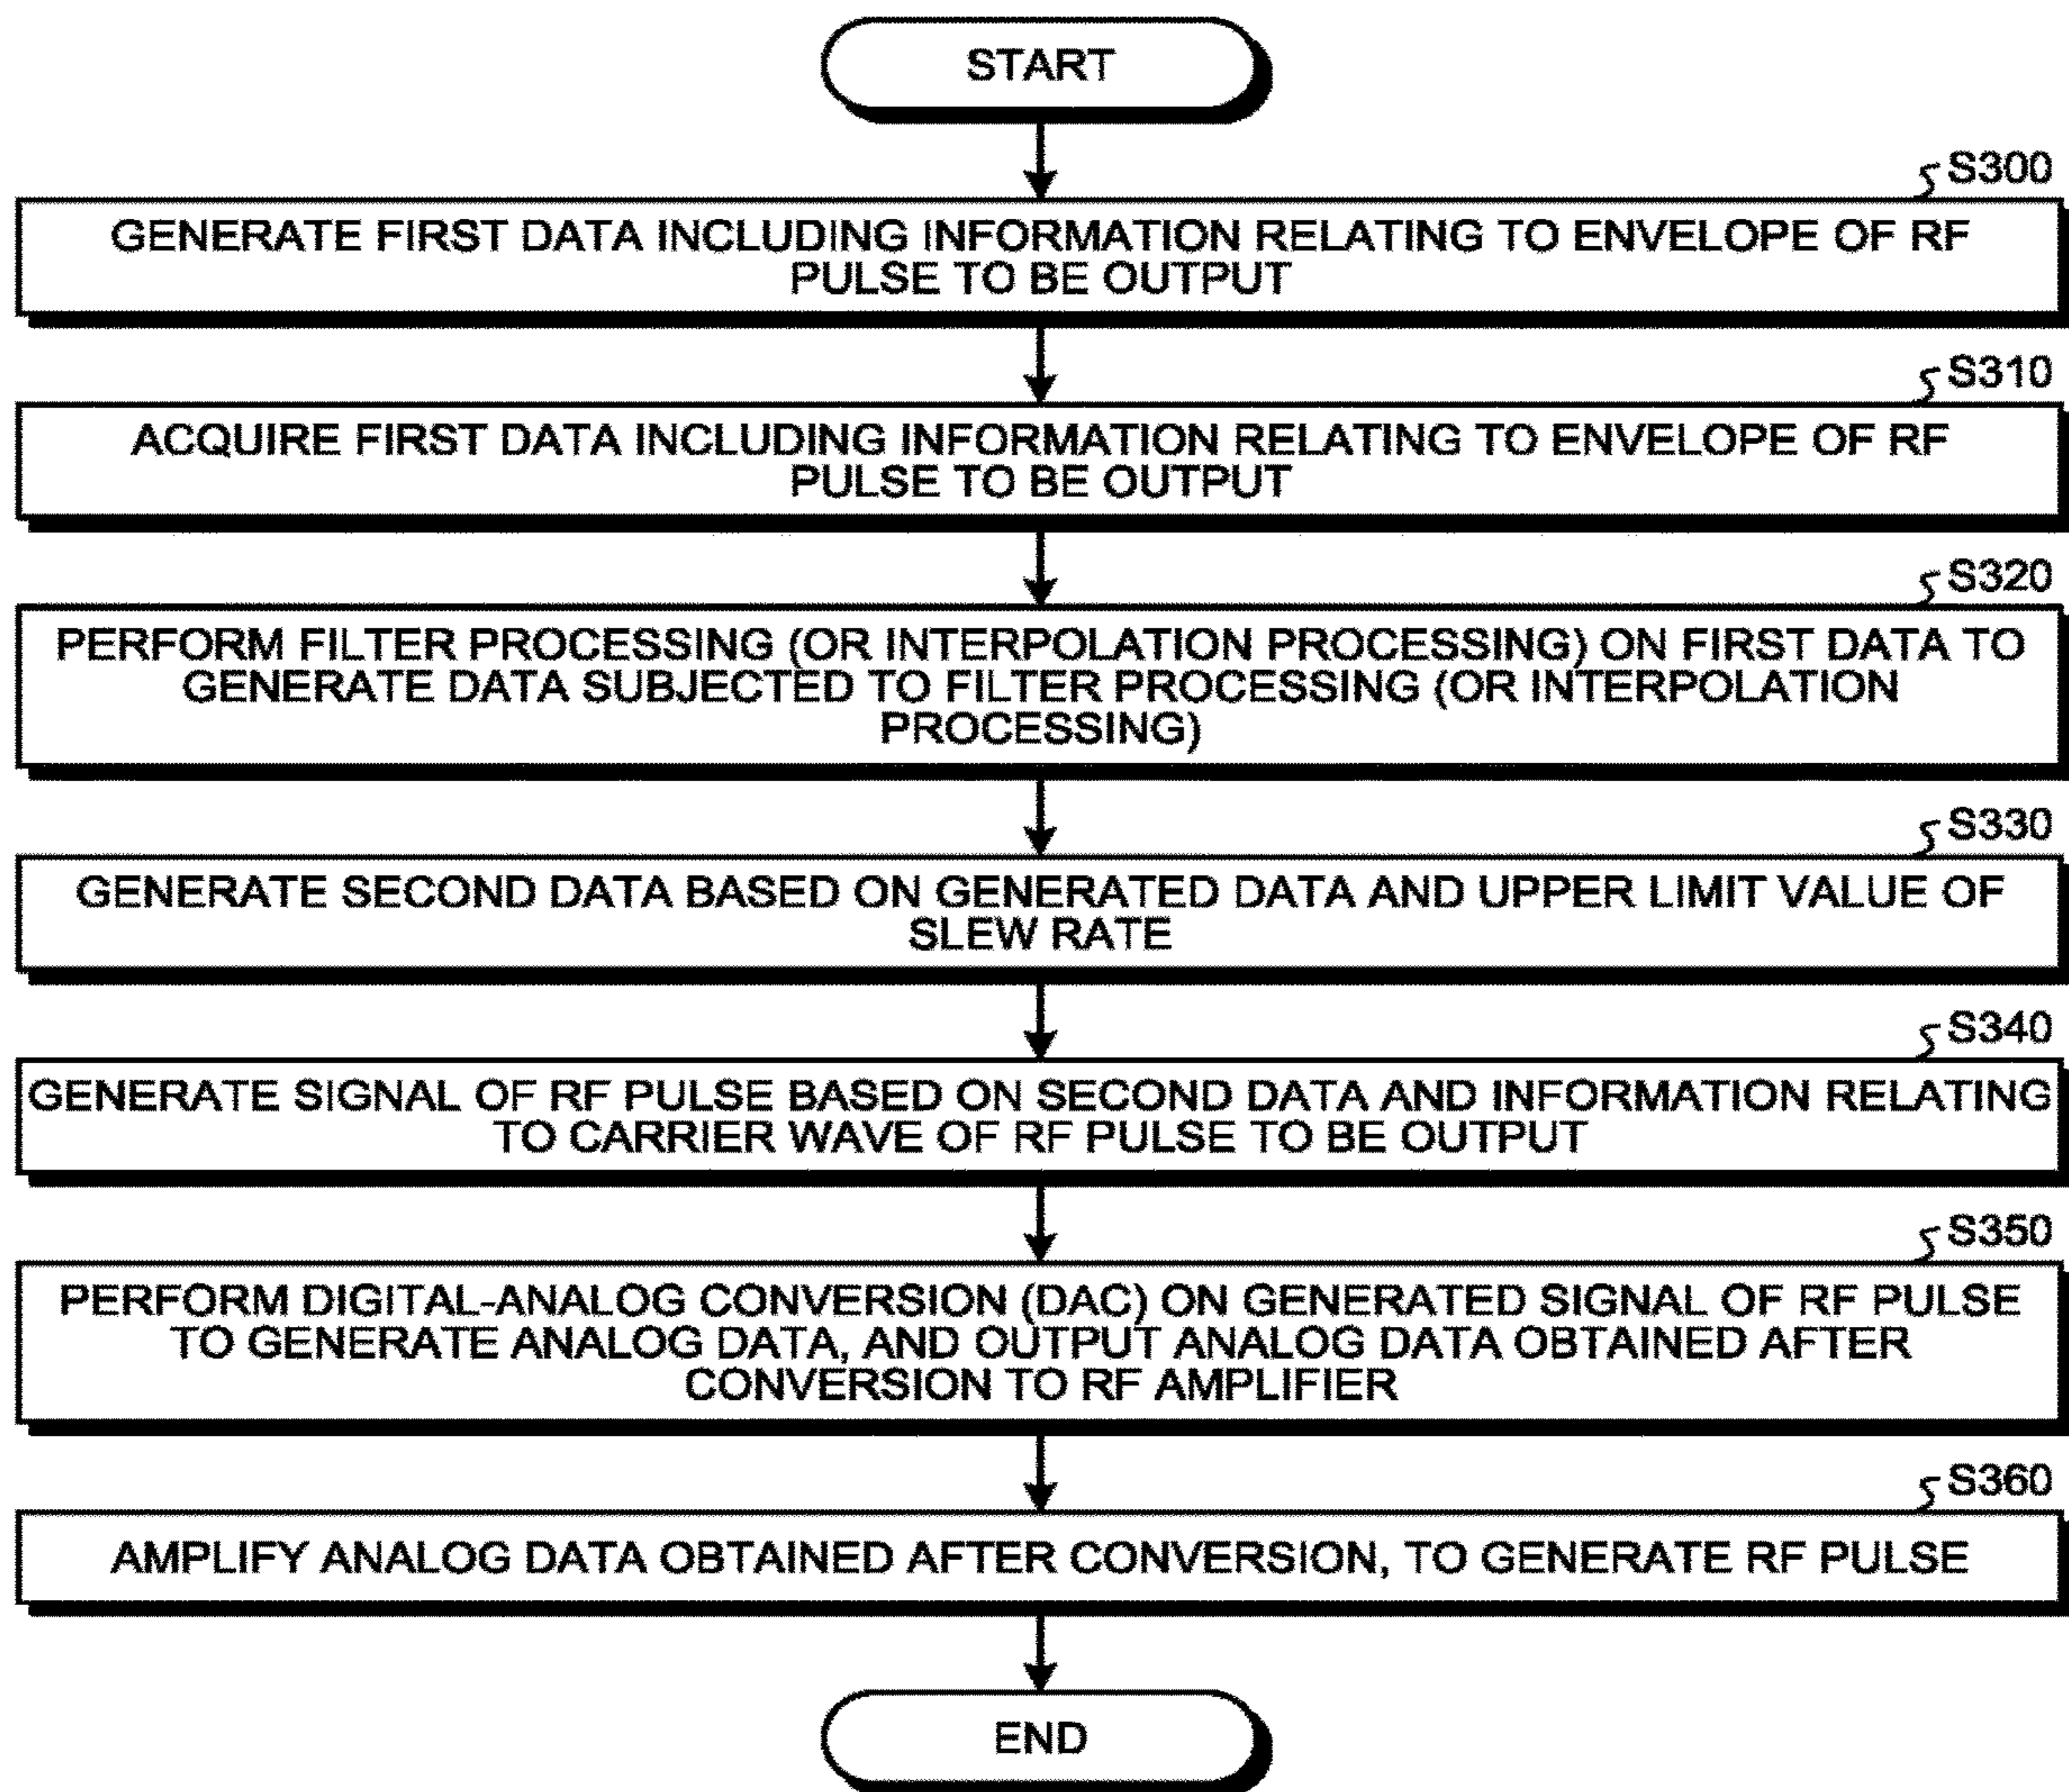 START
S300
GENERATE FIRST DATA INCLUDING INFORMATION RELATING TO ENVELOPE OF RF
PULSE TO BE OUTPUT
S310
ACQUIRE FIRST DATA INCLUDING INFORMATION RELATING TO ENVELOPE OF RF
PULSE TO BE OUTPUT
S320
PERFORM FILTER PROCESSING (OR INTERPOLATION PROCESSING) ON FIRST DATA TO
GENERATE DATA SUBJECTED TO FILTER PROCESSING (OR INTERPOLATION
PROCESSING)
S330
GENERATE SECOND DATA BASED ON GENERATED DATA AND UPPER LIMIT VALUE OF
SLEW RATE
S340
GENERATE SIGNAL OF RF PULSE BASED ON SECOND DATA AND INFORMATION RELATING
TO CARRIER WAVE OF RF PULSE TO BE OUTPUT
S350
PERFORM DIGITAL-ANALOG CONVERSION (DAC) ON GENERATED SIGNAL OF RF PULSE
TO GENERATE ANALOG DATA, AND OUTPUT ANALOG DATA OBTAINED AFTER
CONVERSION TO RF AMPLIFIER
S360
AMPLIFY ANALOG DATA OBTAINED AFTER CONVERSION, TO GENERATE RF PULSE
END